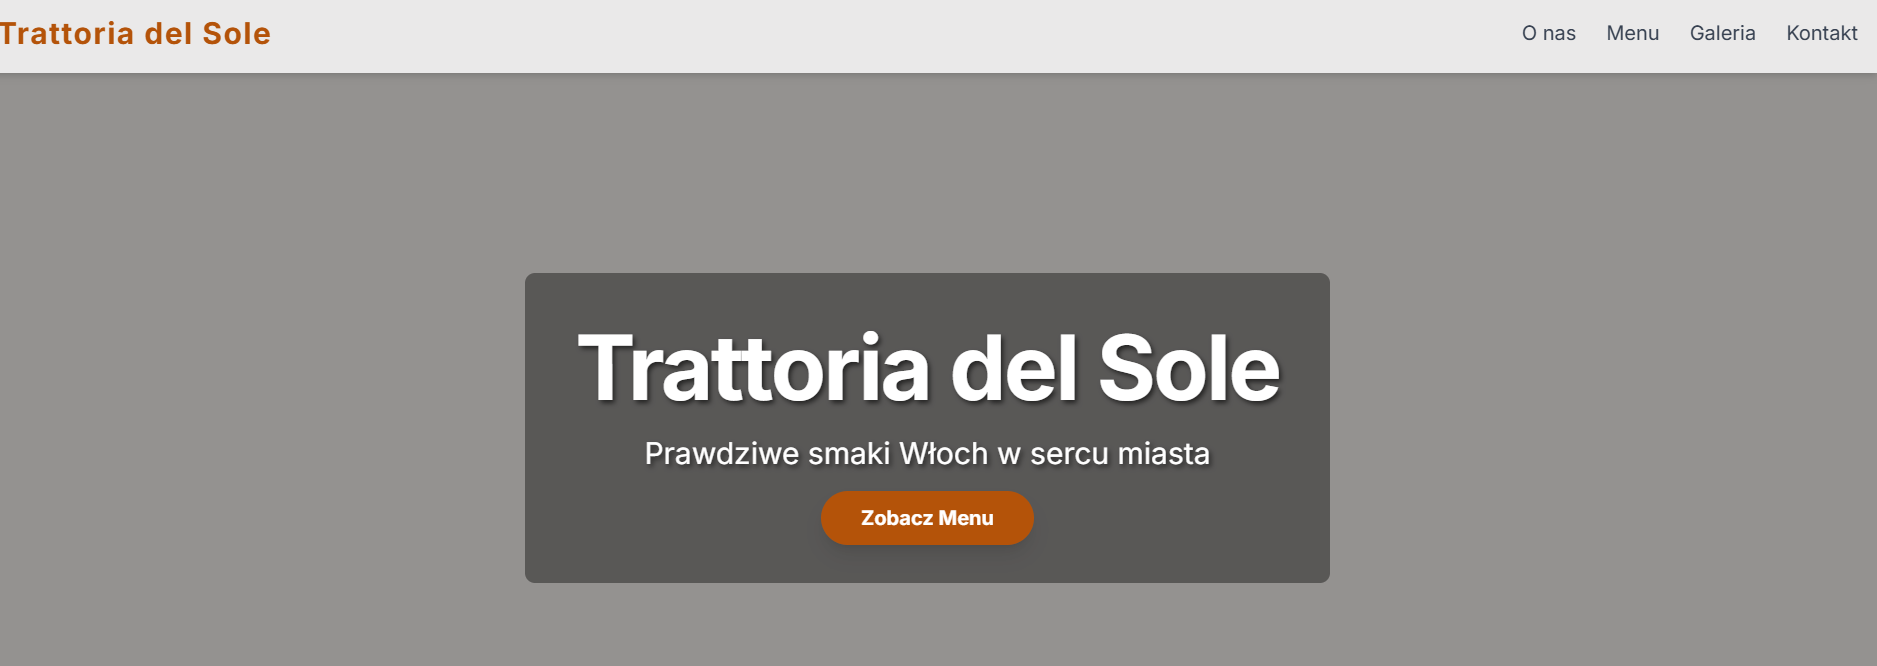 Trattoria del Sole
O nas Menu Galeria Kontakt
Trattoria del Sole
Prawdziwe smaki Włoch w sercu miasta
Zobacz Menu